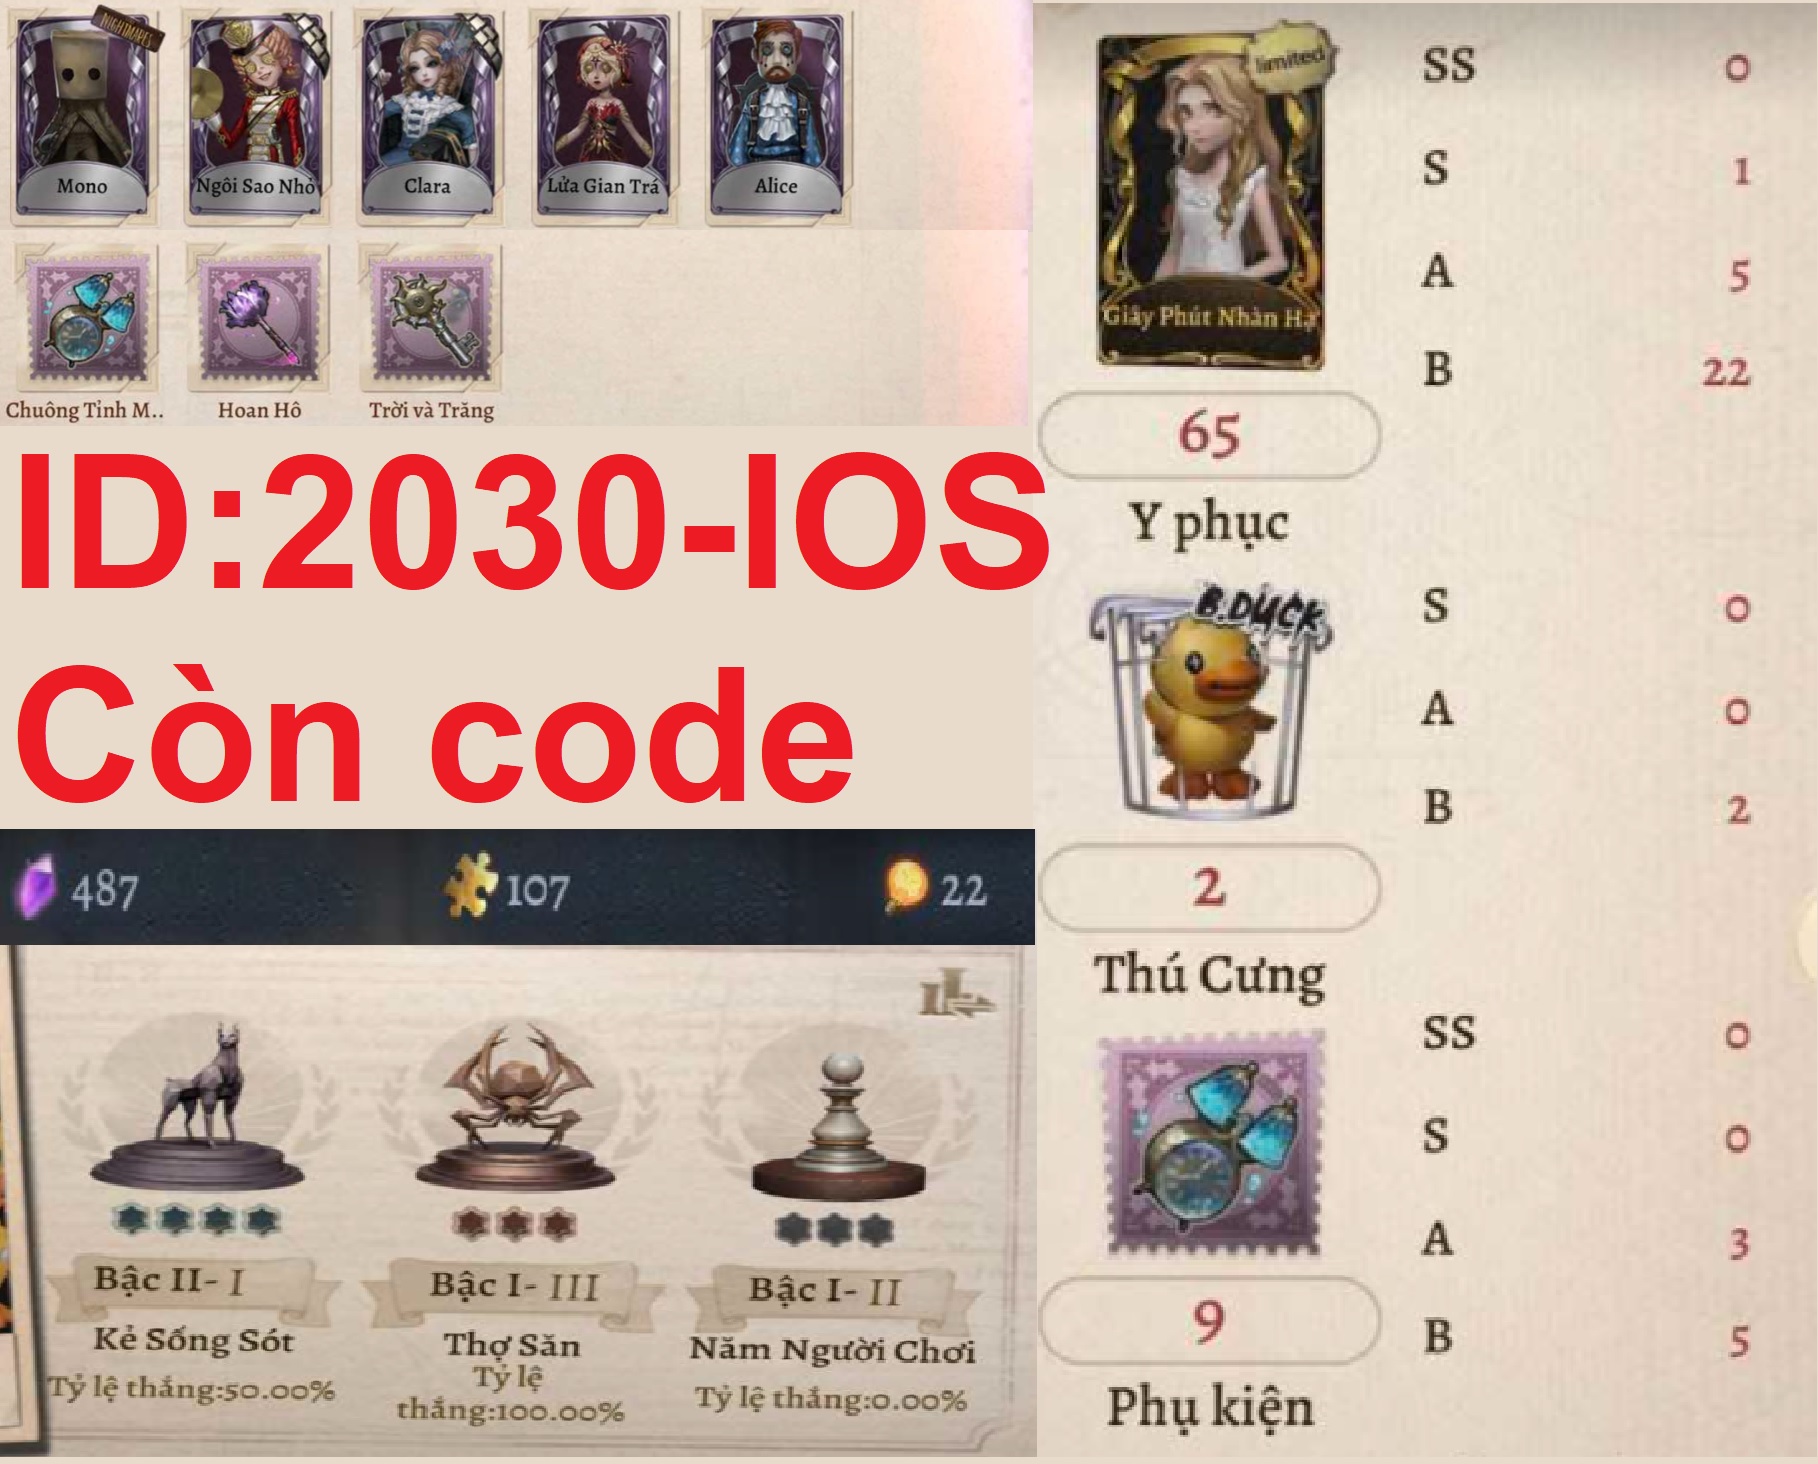 NIGHTMARES
Mono
Ngôi Sao Nhỏ
Clara
Lửa Gian Trá
Alice
Chuông Tỉnh M..
Hoan Hô
Trời và Trăng
ID:2030-IOS
Còn code
487
107
22
Bậc II- I
Kẻ Sống Sót
Tỷ lệ thắng:50.00%
Bậc I- III
Thợ Săn
Tỷ lệ
thắng:100.00%
Bậc I- II
Năm Người Chơi
Tỷ lệ thắng:0.00%
limited
Giây Phút Nhàn Hạ
65
Y phục
SS 0
S 1
A 5
B 22
B.DUCK
2
Thú Cưng
S 0
A 0
B 2
9
Phụ kiện
SS 0
S 0
A 3
B 5